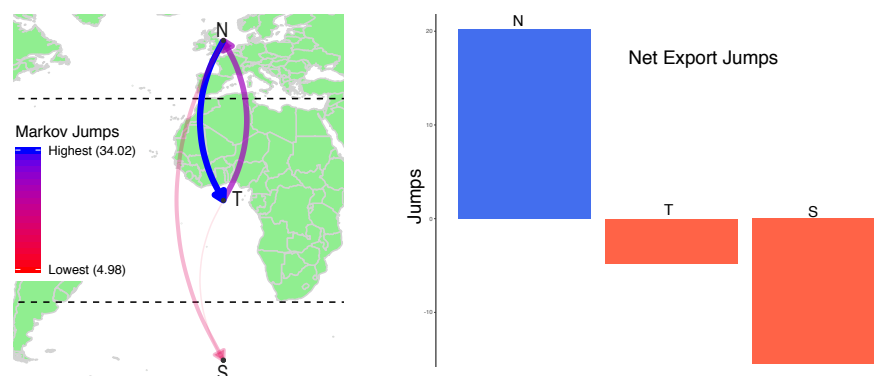 N
Markov Jumps
Highest (34.02)
T
Lowest (4.98)
S
N
20
Net Export Jumps
10
Jumps
T
S
0
-10